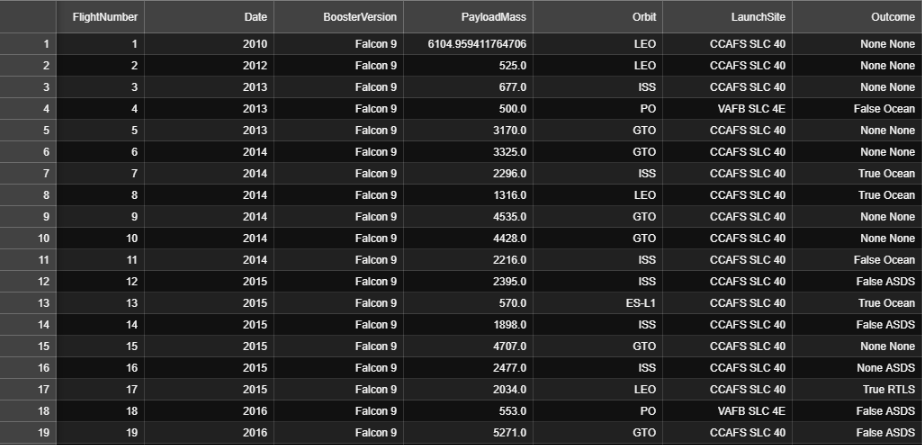 FlightNumber Date BoosterVersion PayloadMass Orbit LaunchSite Outcome
1 1 2010 Falcon 9 6104.959411764706 LEO CCAFS SLC 40 None None
2 2 2012 Falcon 9 525.0 LEO CCAFS SLC 40 None None
3 3 2013 Falcon 9 677.0 ISS CCAFS SLC 40 None None
4 4 2013 Falcon 9 500.0 PO VAFB SLC 4E False Ocean
5 5 2013 Falcon 9 3170.0 GTO CCAFS SLC 40 None None
6 6 2014 Falcon 9 3325.0 GTO CCAFS SLC 40 None None
7 7 2014 Falcon 9 2296.0 ISS CCAFS SLC 40 True Ocean
8 8 2014 Falcon 9 1316.0 LEO CCAFS SLC 40 True Ocean
9 9 2014 Falcon 9 4535.0 GTO CCAFS SLC 40 None None
10 10 2014 Falcon 9 4428.0 GTO CCAFS SLC 40 None None
11 11 2014 Falcon 9 2216.0 ISS CCAFS SLC 40 False Ocean
12 12 2015 Falcon 9 2395.0 ISS CCAFS SLC 40 False ASDS
13 13 2015 Falcon 9 570.0 ES-L1 CCAFS SLC 40 True Ocean
14 14 2015 Falcon 9 1898.0 ISS CCAFS SLC 40 False ASDS
15 15 2015 Falcon 9 4707.0 GTO CCAFS SLC 40 None None
16 16 2015 Falcon 9 2477.0 ISS CCAFS SLC 40 None ASDS
17 17 2015 Falcon 9 2034.0 LEO CCAFS SLC 40 True RTLS
18 18 2016 Falcon 9 553.0 PO VAFB SLC 4E False ASDS
19 19 2016 Falcon 9 5271.0 GTO CCAFS SLC 40 False ASDS